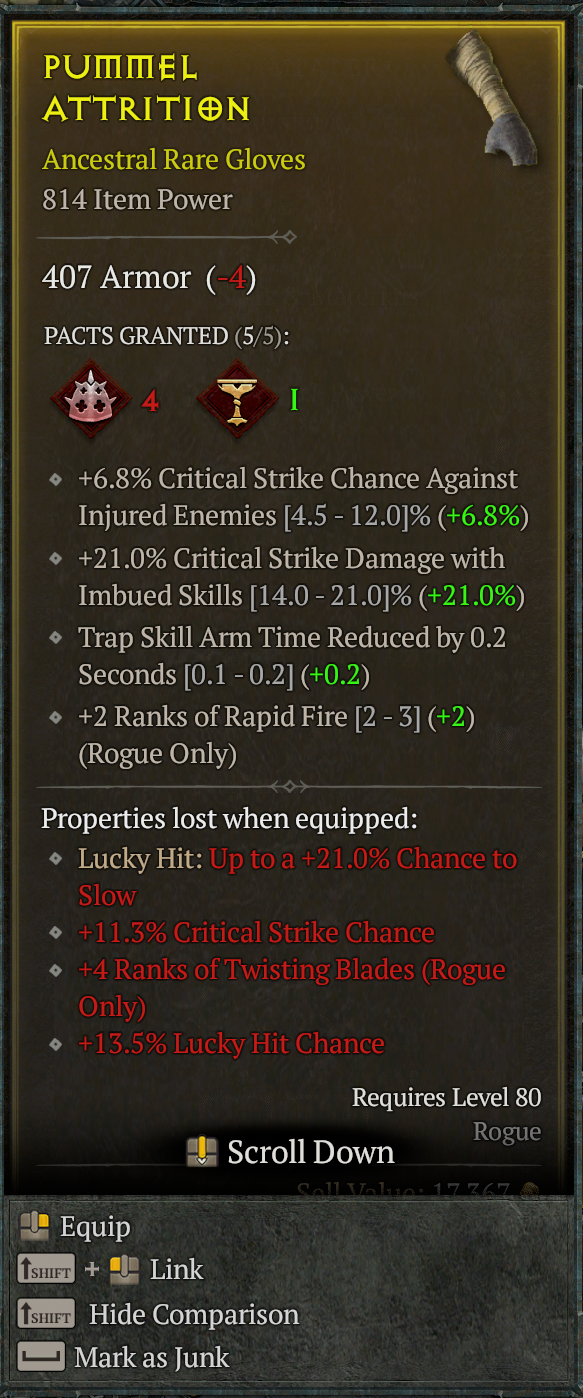 PUMMEL
ATTRITION
Ancestral Rare Gloves
814 Item Power
407 Armor (-4)
PACTS GRANTED (5/5):
4 I
+6.8% Critical Strike Chance Against
Injured Enemies [4.5 - 12.0]% (+6.8%)
+21.0% Critical Strike Damage with
Imbued Skills [14.0 - 21.0]% (+21.0%)
Trap Skill Arm Time Reduced by 0.2
Seconds [0.1 - 0.2] (+0.2)
+2 Ranks of Rapid Fire [2 - 3] (+2)
(Rogue Only)
Properties lost when equipped:
Lucky Hit: Up to a +21.0% Chance to
Slow
+11.3% Critical Strike Chance
+4 Ranks of Twisting Blades (Rogue
Only)
+13.5% Lucky Hit Chance
Requires Level 80
Rogue
Scroll Down
Sell Value: 17,367
Equip
SHIFT + Link
SHIFT Hide Comparison
Mark as Junk